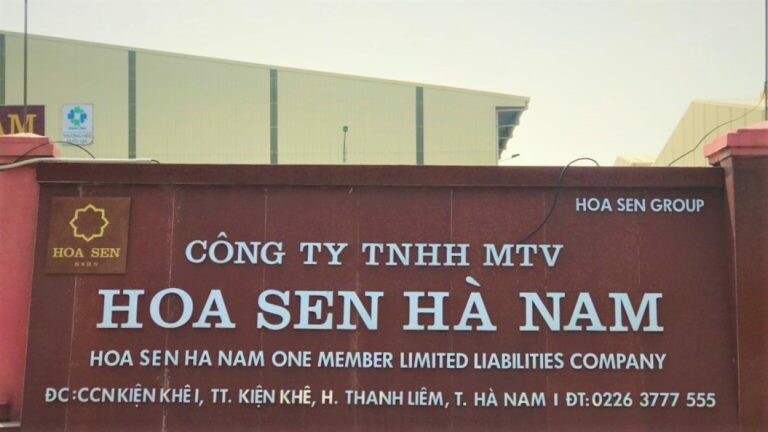 AM
HOA SEN GROUP
HOA SEN
CÔNG TY TNHH MTV
HOA SEN HÀ NAM
HOA SEN HA NAM ONE MEMBER LIMITED LIABILITIES COMPANY
ĐC :CCN KIỆN KHÊ I, TT. KIỆN KHÊ, H. THANH LIÊM, T. HÀ NAM I ĐT: 0226 3777 555